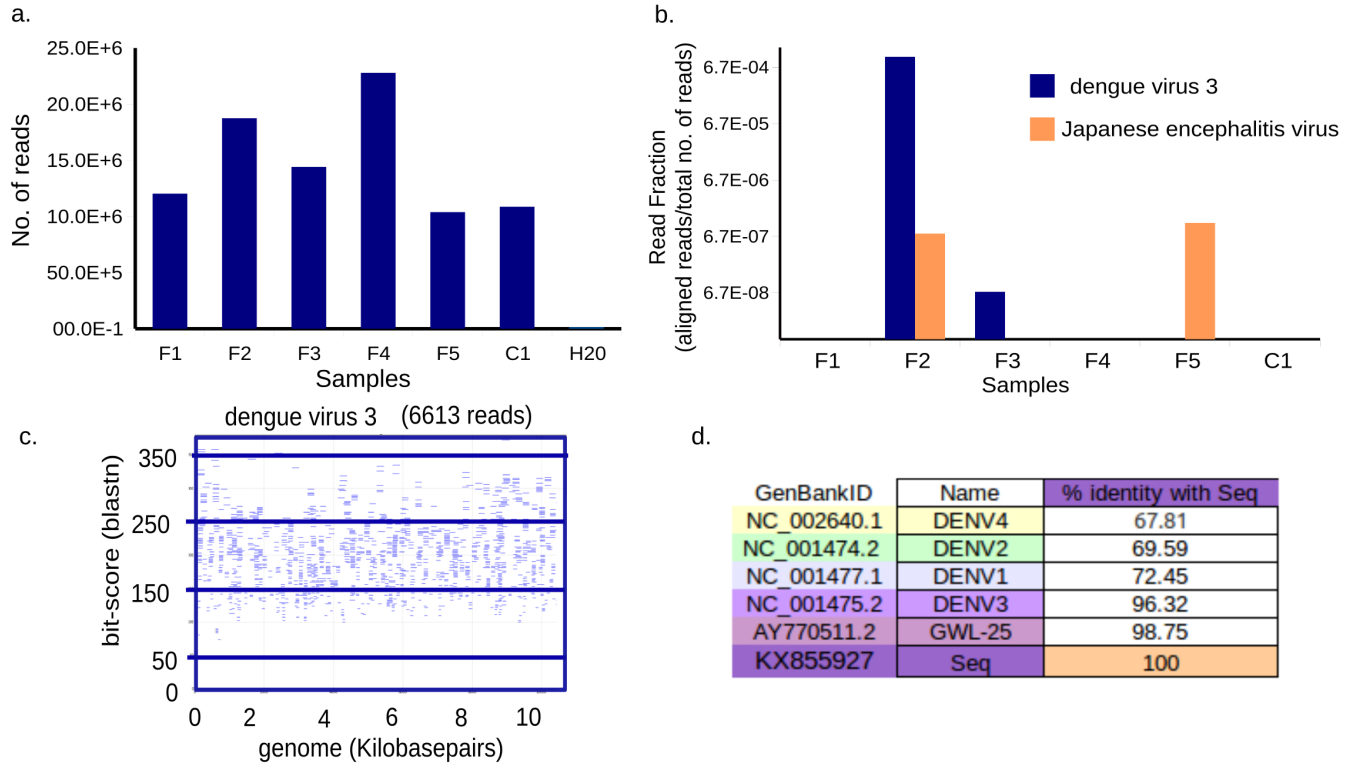 a.
No. of reads
25.0E+6
20.0E+6
15.0E+6
10.0E+6
50.0E+5
00.0E-1
F1 F2 F3 F4 F5 C1 H20
Samples
b.
Read Fraction
(aligned reads/total no. of reads)
6.7E-04
6.7E-05
6.7E-06
6.7E-07
6.7E-08
dengue virus 3
Japanese encephalitis virus
F1 F2 F3 F4 F5 C1
Samples
c.
dengue virus 3 (6613 reads)
bit-score (blastn)
350
250
150
50
0
0 2 4 6 8 10
genome (Kilobasepairs)
d.
GenBankID Name % identity with Seq
NC_002640.1 DENV4 67.81
NC_001474.2 DENV2 69.59
NC_001477.1 DENV1 72.45
NC_001475.2 DENV3 96.32
AY770511.2 GWL-25 98.75
KX855927 Seq 100